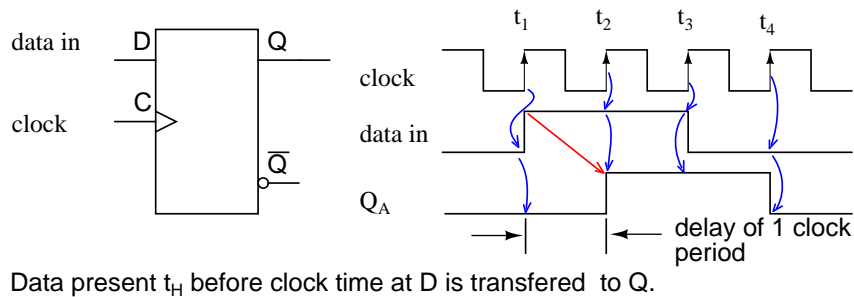 t1 t2 t3 t4
data in D Q
clock
C
clock
data in
Q̅
QA
delay of 1 clock
period
Data present tH before clock time at D is transfered to Q.